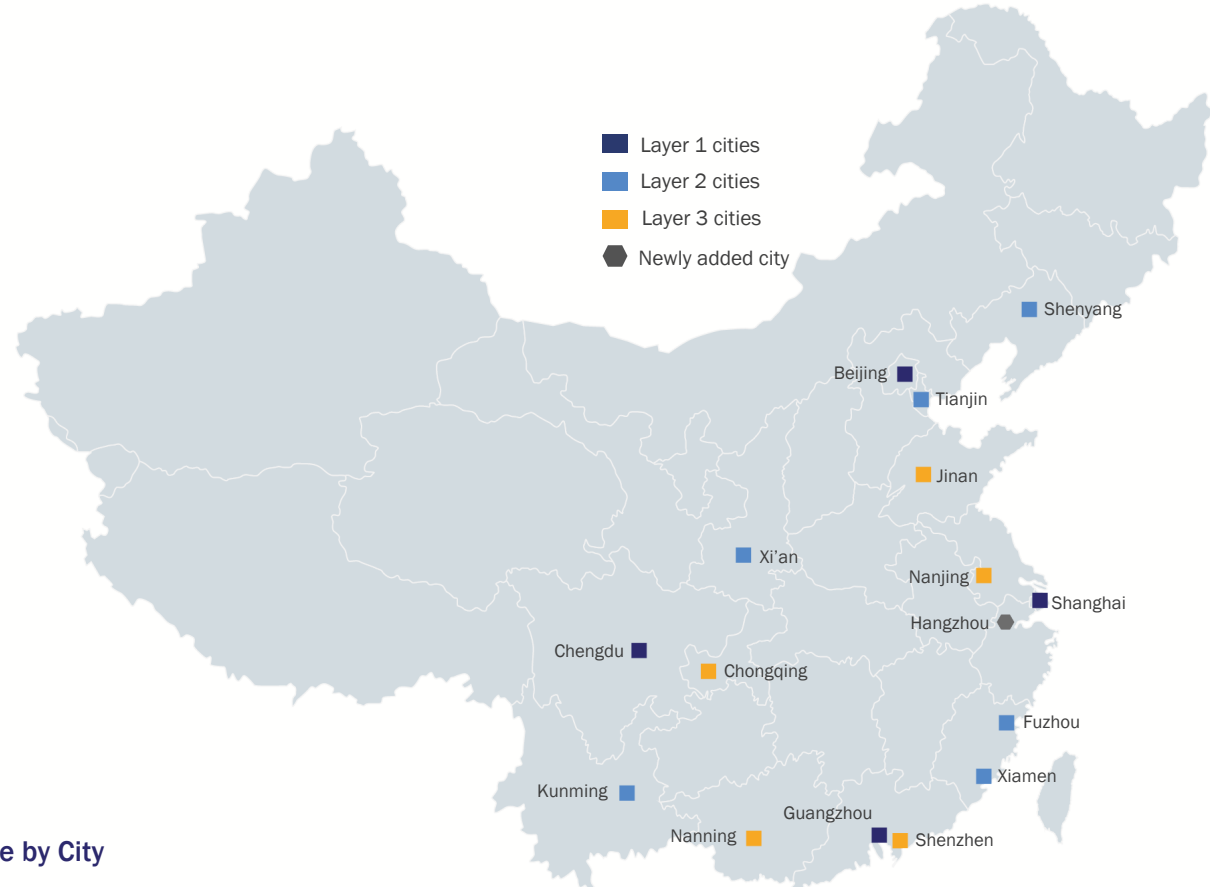 Layer 1 cities
Layer 2 cities
Layer 3 cities
Newly added city
Shenyang
Beijing
Tianjin
Jinan
Xi’an
Nanjing
Shanghai
Hangzhou
Chengdu
Chongqing
Fuzhou
Xiamen
Kunming
Guangzhou
Nanning
Shenzhen
e by City